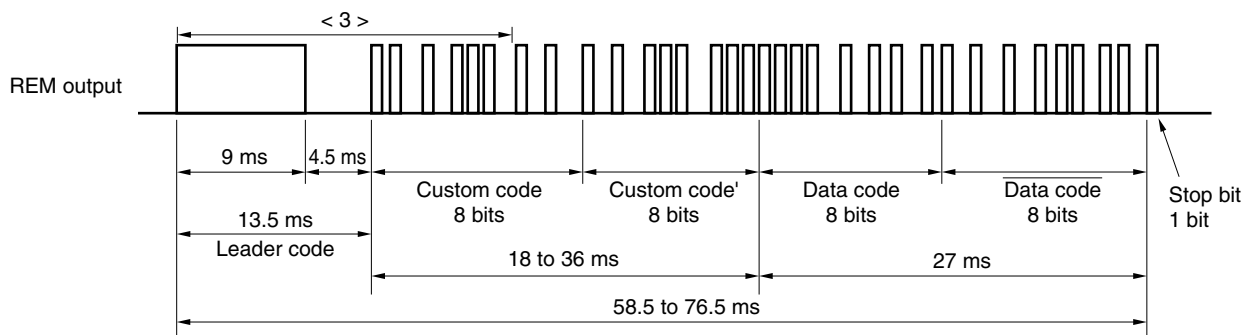 < 3 >
REM output
9 ms
4.5 ms
Custom code
8 bits
Custom code'
8 bits
Data code
8 bits
Data code
8 bits
Stop bit
1 bit
13.5 ms
Leader code
18 to 36 ms
27 ms
58.5 to 76.5 ms